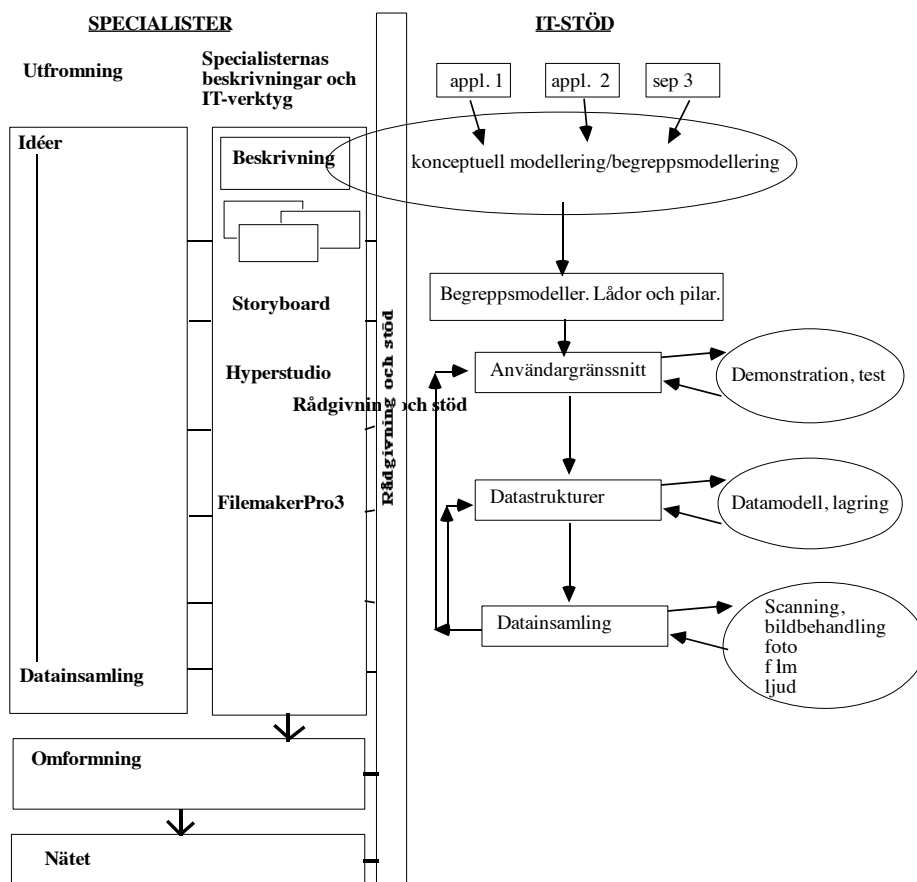 SPECIALISTER
Utfromning
Specialisternas
beskrivningar och
IT-verktyg
Idéer
Beskrivning
Storyboard
Hyperstudio
Rådgivning och stöd
FilemakerPro3
Datainsamling
Omformning
Nätet
Rådgivning och stöd
IT-STÖD
appl. 1
appl. 2
sep 3
konceptuell modellering/begreppsmodellering
Begreppsmodeller. Lådor och pilar.
Användargränssnitt
Demonstration, test
Datastrukturer
Datamodell, lagring
Datainsamling
Scanning,
bildbehandling
foto
film
ljud